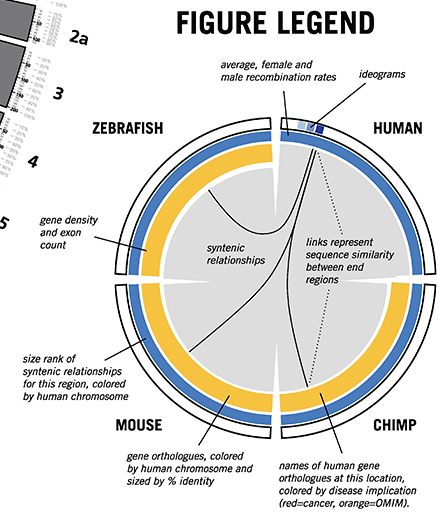 FIGURE LEGEND
average, female and
male recombination rates
ideograms
2a
3
4
5
ZEBRAFISH
HUMAN
gene density
and exon
count
syntenic
relationships
links represent
sequence similarity
between end
regions
size rank of
syntenic relationships
for this region, colored
by human chromosome
MOUSE
CHIMP
gene orthologues, colored
by human chromosome and
sized by % identity
names of human gene
orthologues at this location,
colored by disease implication
(red=cancer, orange=OMIM).